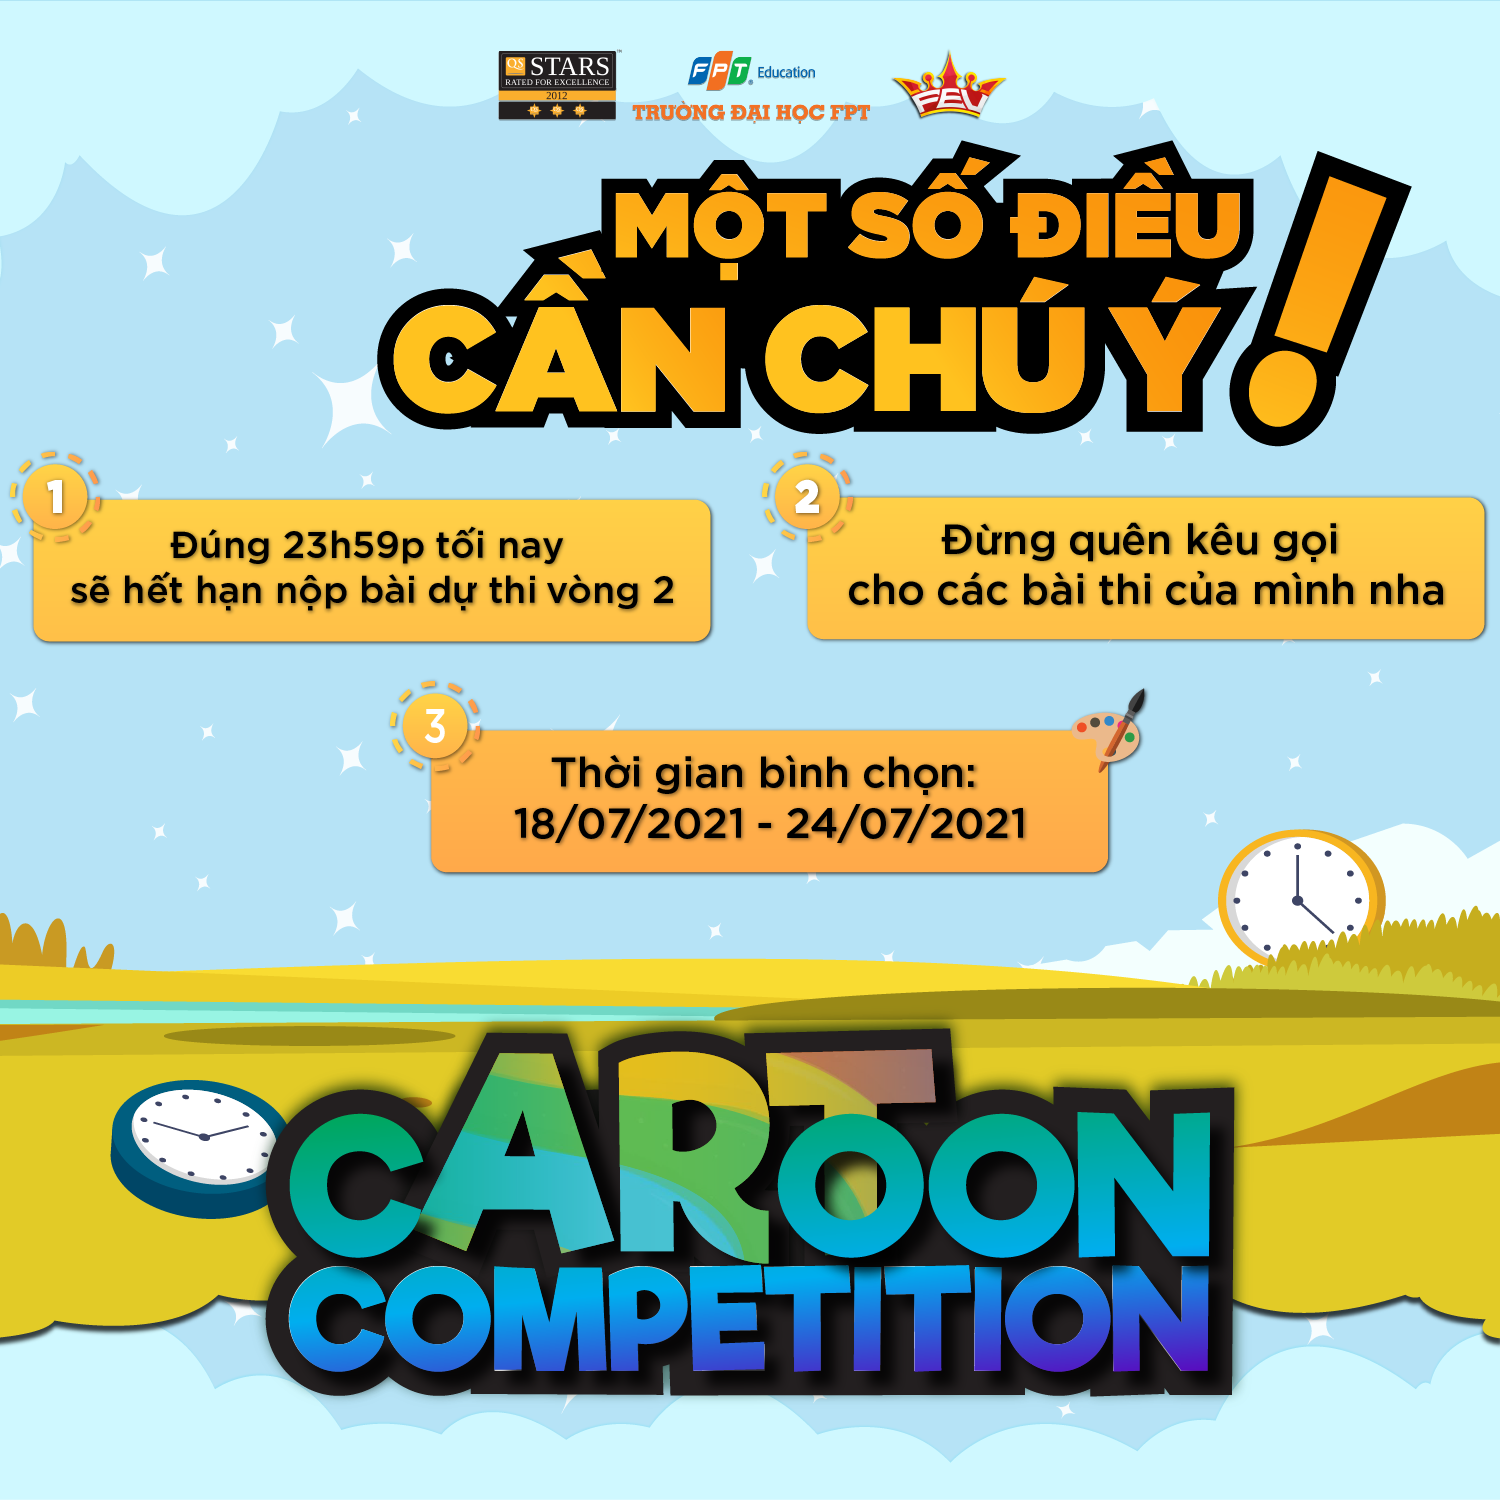 QS STARS™
RATED FOR EXCELLENCE
2012
FPT. Education
TRƯỜNG ĐẠI HỌC FPT
FEV
MỘT SỐ ĐIỀU
CẦN CHÚ Ý!
1
Đúng 23h59p tối nay
sẽ hết hạn nộp bài dự thi vòng 2
2
Đừng quên kêu gọi
cho các bài thi của mình nha
3
Thời gian bình chọn:
18/07/2021 - 24/07/2021
CARTOON
COMPETITION